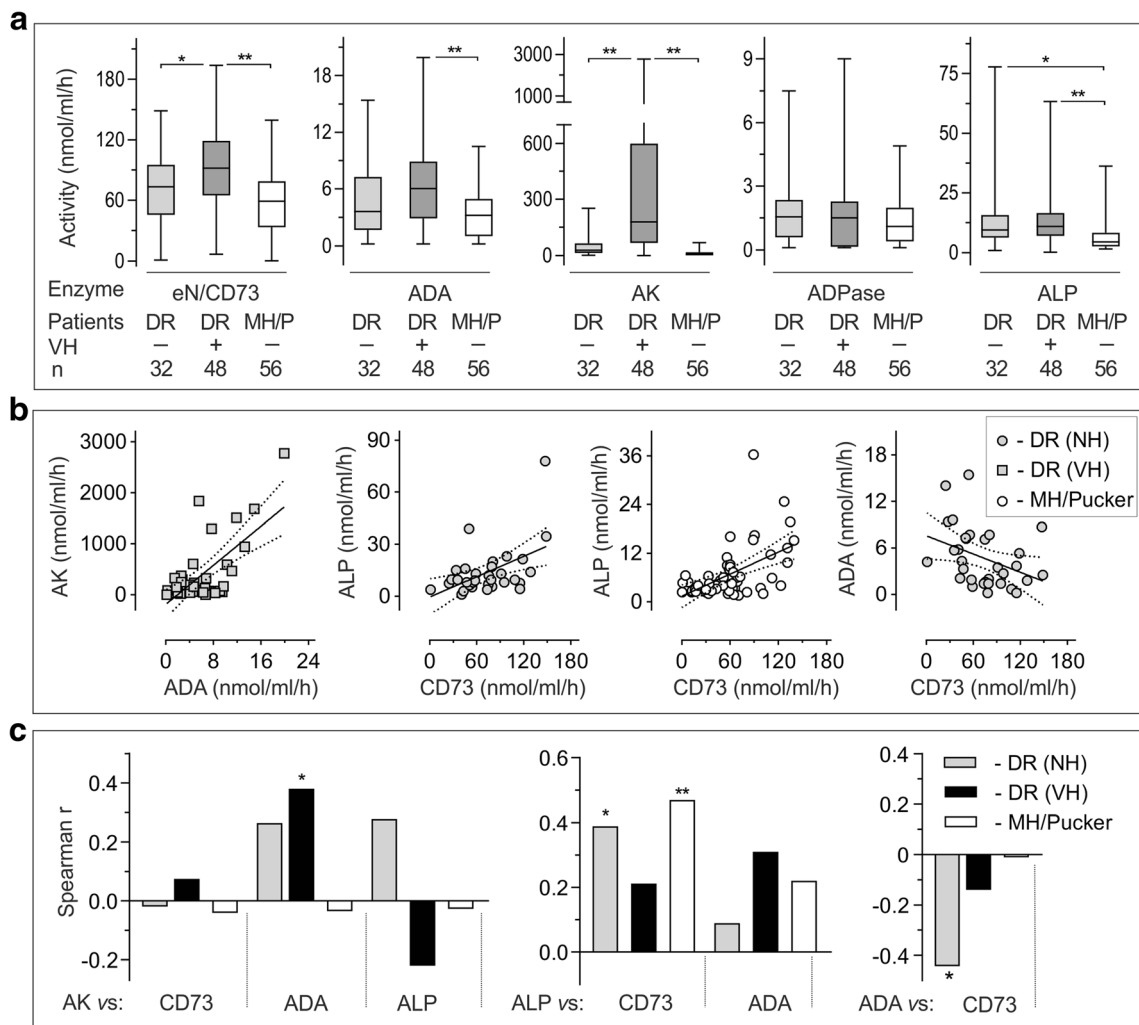 a
Activity (nmol/ml/h)
180
120
60
0
* **
18
12
6
0
**
3000
1000
600
300
0
** **
9
6
3
0
75
50
25
0
*
**
Enzyme eN/CD73 ADA AK ADPase ALP
Patients DR DR MH/P DR DR MH/P DR DR MH/P DR DR MH/P DR DR MH/P
VH – + – – + – – + – – + – – + –
n 32 48 56 32 48 56 32 48 56 32 48 56 32 48 56
b
AK (nmol/ml/h)
3000
2000
1000
0
0 8 16 24
ADA (nmol/ml/h)
ALP (nmol/ml/h)
90
60
30
0
0 60 120 180
CD73 (nmol/ml/h)
ALP (nmol/ml/h)
36
24
12
0
0 60 120 180
CD73 (nmol/ml/h)
ADA (nmol/ml/h)
18
12
6
0
0 60 120 180
CD73 (nmol/ml/h)
- DR (NH)
- DR (VH)
- MH/Pucker
c
Spearman r
0.4
0.2
0.0
-0.2
*
AK vs: CD73 ADA ALP
0.6
0.4
0.2
0.0
* **
ALP vs: CD73 ADA
0.4
0.2
0
-0.2
-0.4
*
ADA vs: CD73
- DR (NH)
- DR (VH)
- MH/Pucker